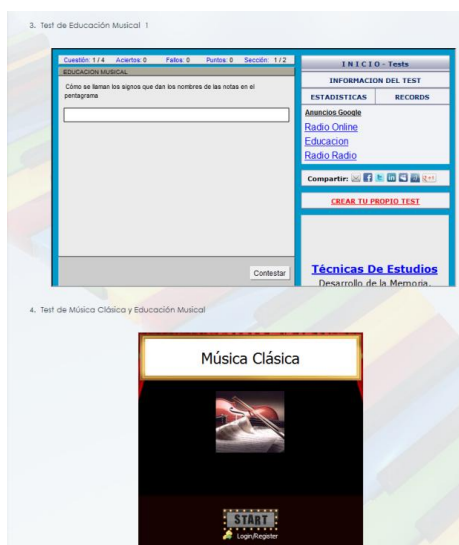 3. Test de Educación Musical 1
Cuestión: 1 / 4 Aciertos: 0 Fallos: 0 Puntos: 0 Sección: 1 / 2
EDUCACION MUSICAL
Cómo se llaman los signos que dan los nombres de las notas en el
pentagrama
Contestar
I N I C I O - Tests
INFORMACION DEL TEST
ESTADISTICAS RECORDS
Anuncios Google
Radio Online
Educacion
Radio Radio
Compartir:
CREAR TU PROPIO TEST
Técnicas De Estudios
Desarrollo de la Memoria,
4. Test de Música Clásica y Educación Musical
Música Clásica
START
Login/Register